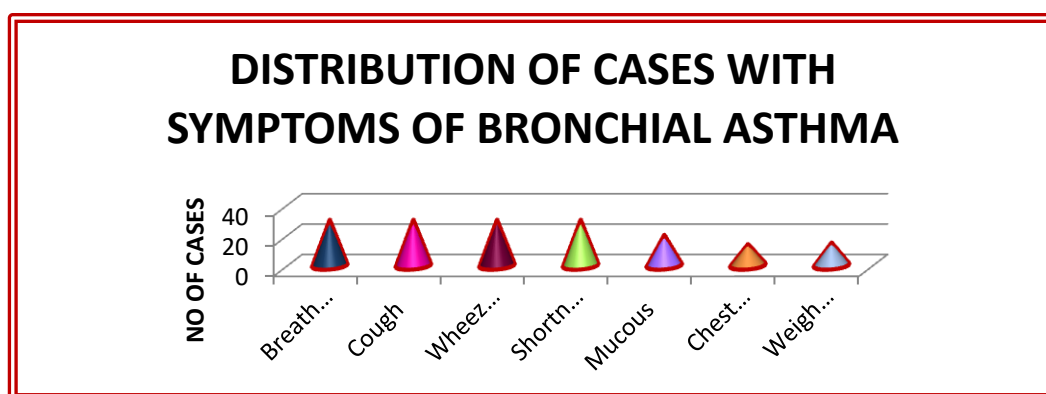 DISTRIBUTION OF CASES WITH
SYMPTOMS OF BRONCHIAL ASTHMA
NO OF CASES
40
20
0
Breath...
Cough
Wheez...
Shortn...
Mucous
Chest...
Weigh...